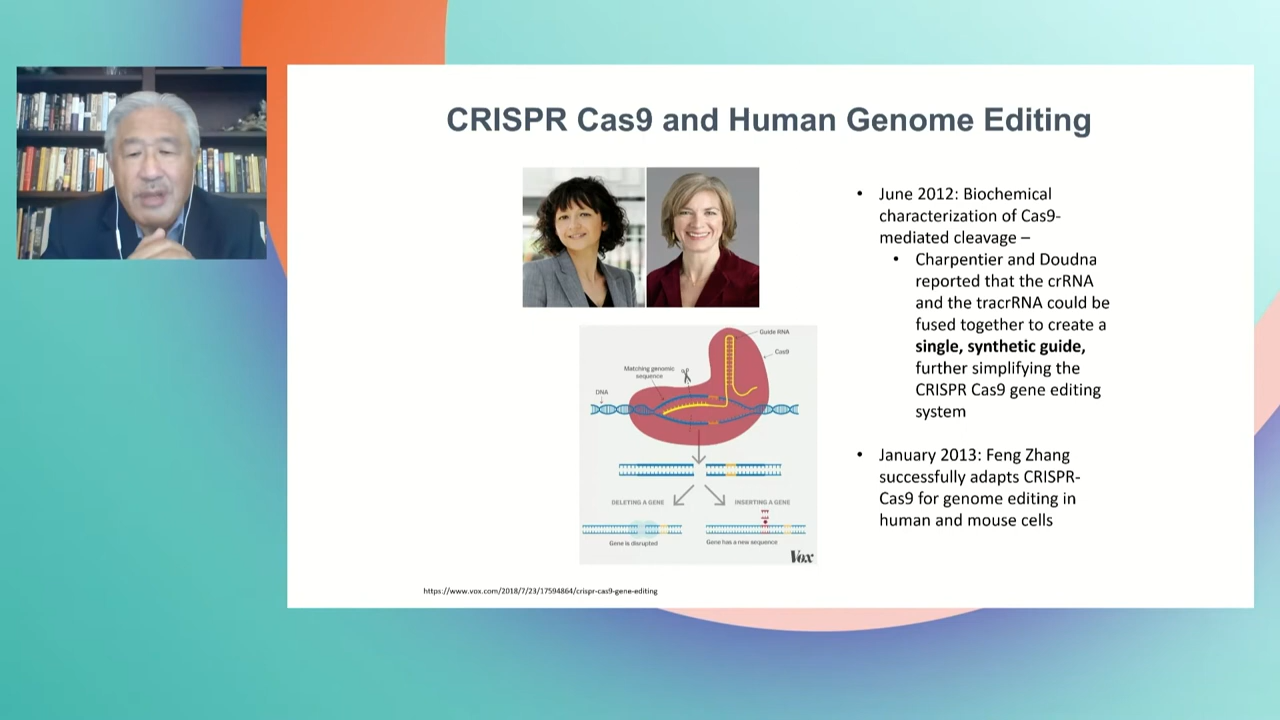 CRISPR Cas9 and Human Genome Editing
• June 2012: Biochemical
characterization of Cas9-
mediated cleavage –
• Charpentier and Doudna
reported that the crRNA
and the tracrRNA could be
fused together to create a
single, synthetic guide,
further simplifying the
CRISPR Cas9 gene editing
system
• January 2013: Feng Zhang
successfully adapts CRISPR-
Cas9 for genome editing in
human and mouse cells
Guide RNA
Cas9
Matching genomic
sequence
DNA
DELETING A GENE
INSERTING A GENE
Gene is disrupted
Gene has a new sequence
Vox
https://www.vox.com/2018/7/23/17594864/crispr-cas9-gene-editing